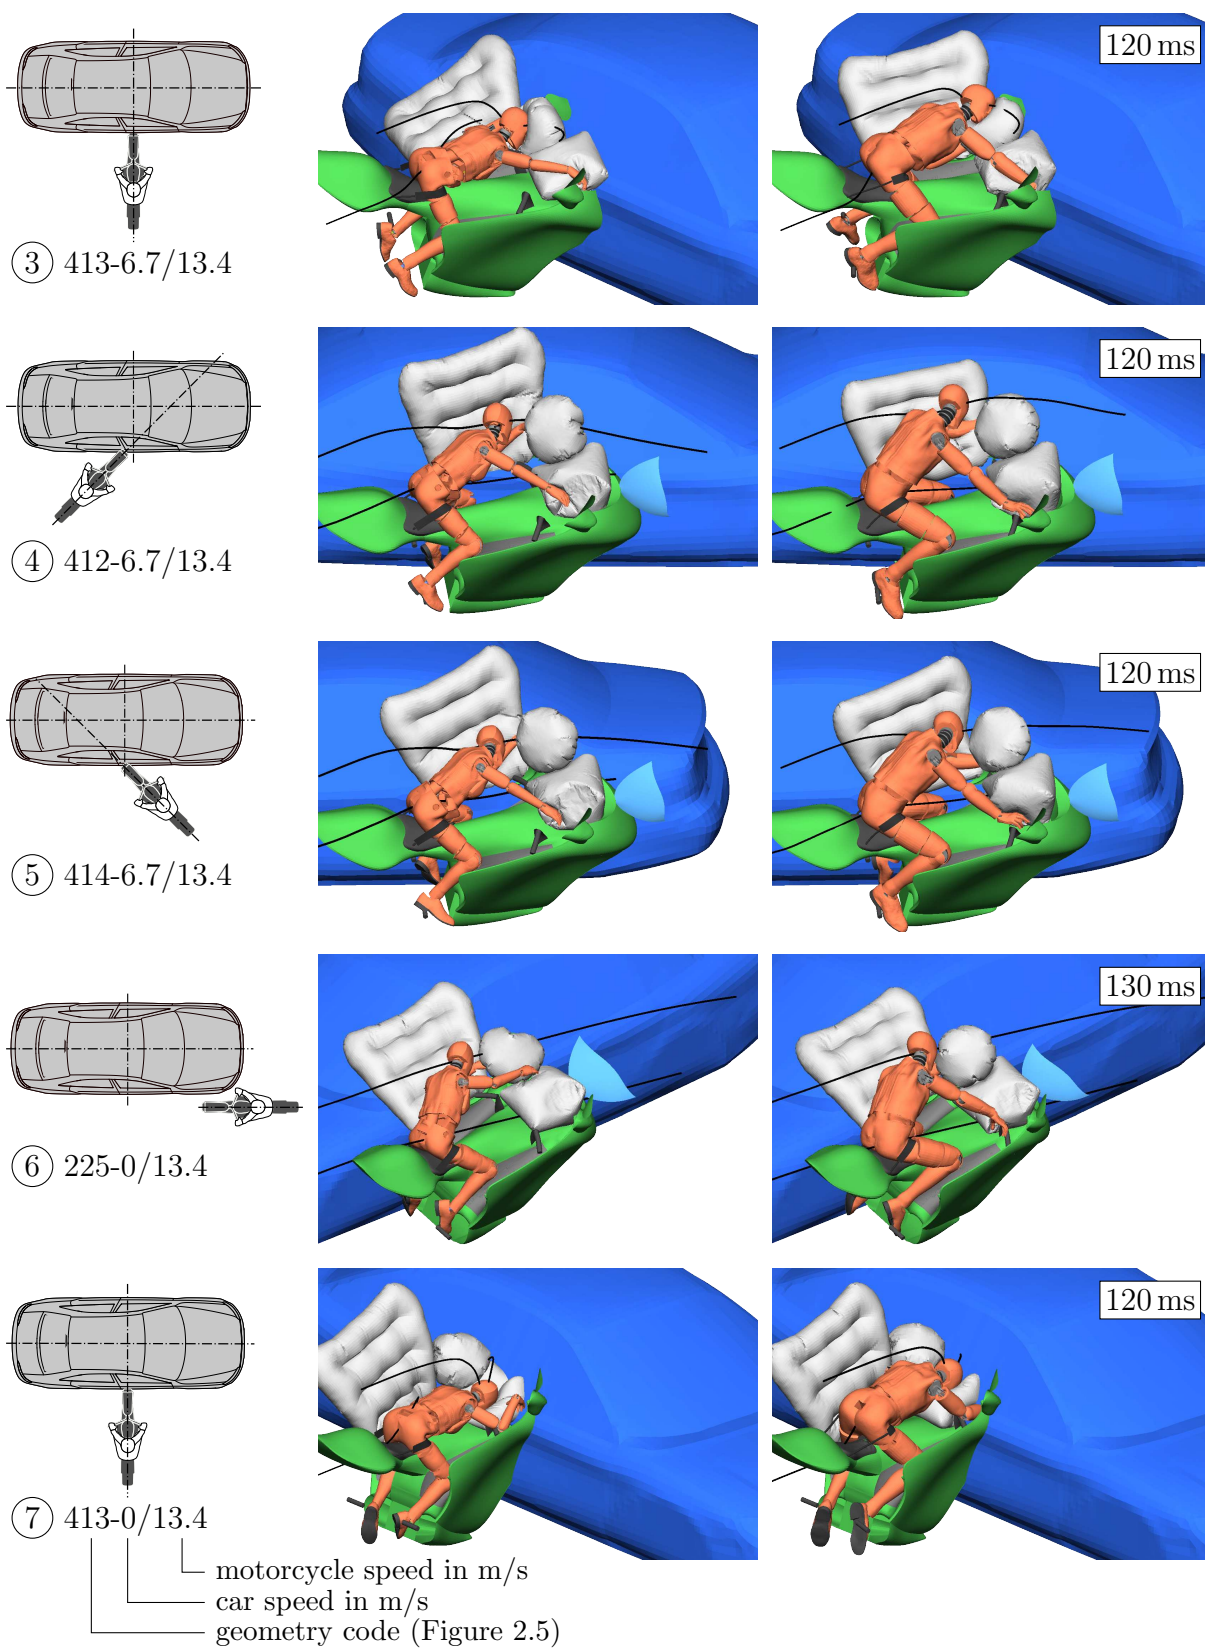 120 ms
③ 413-6.7/13.4
120 ms
④ 412-6.7/13.4
120 ms
⑤ 414-6.7/13.4
130 ms
⑥ 225-0/13.4
120 ms
⑦ 413-0/13.4
motorcycle speed in m/s
car speed in m/s
geometry code (Figure 2.5)